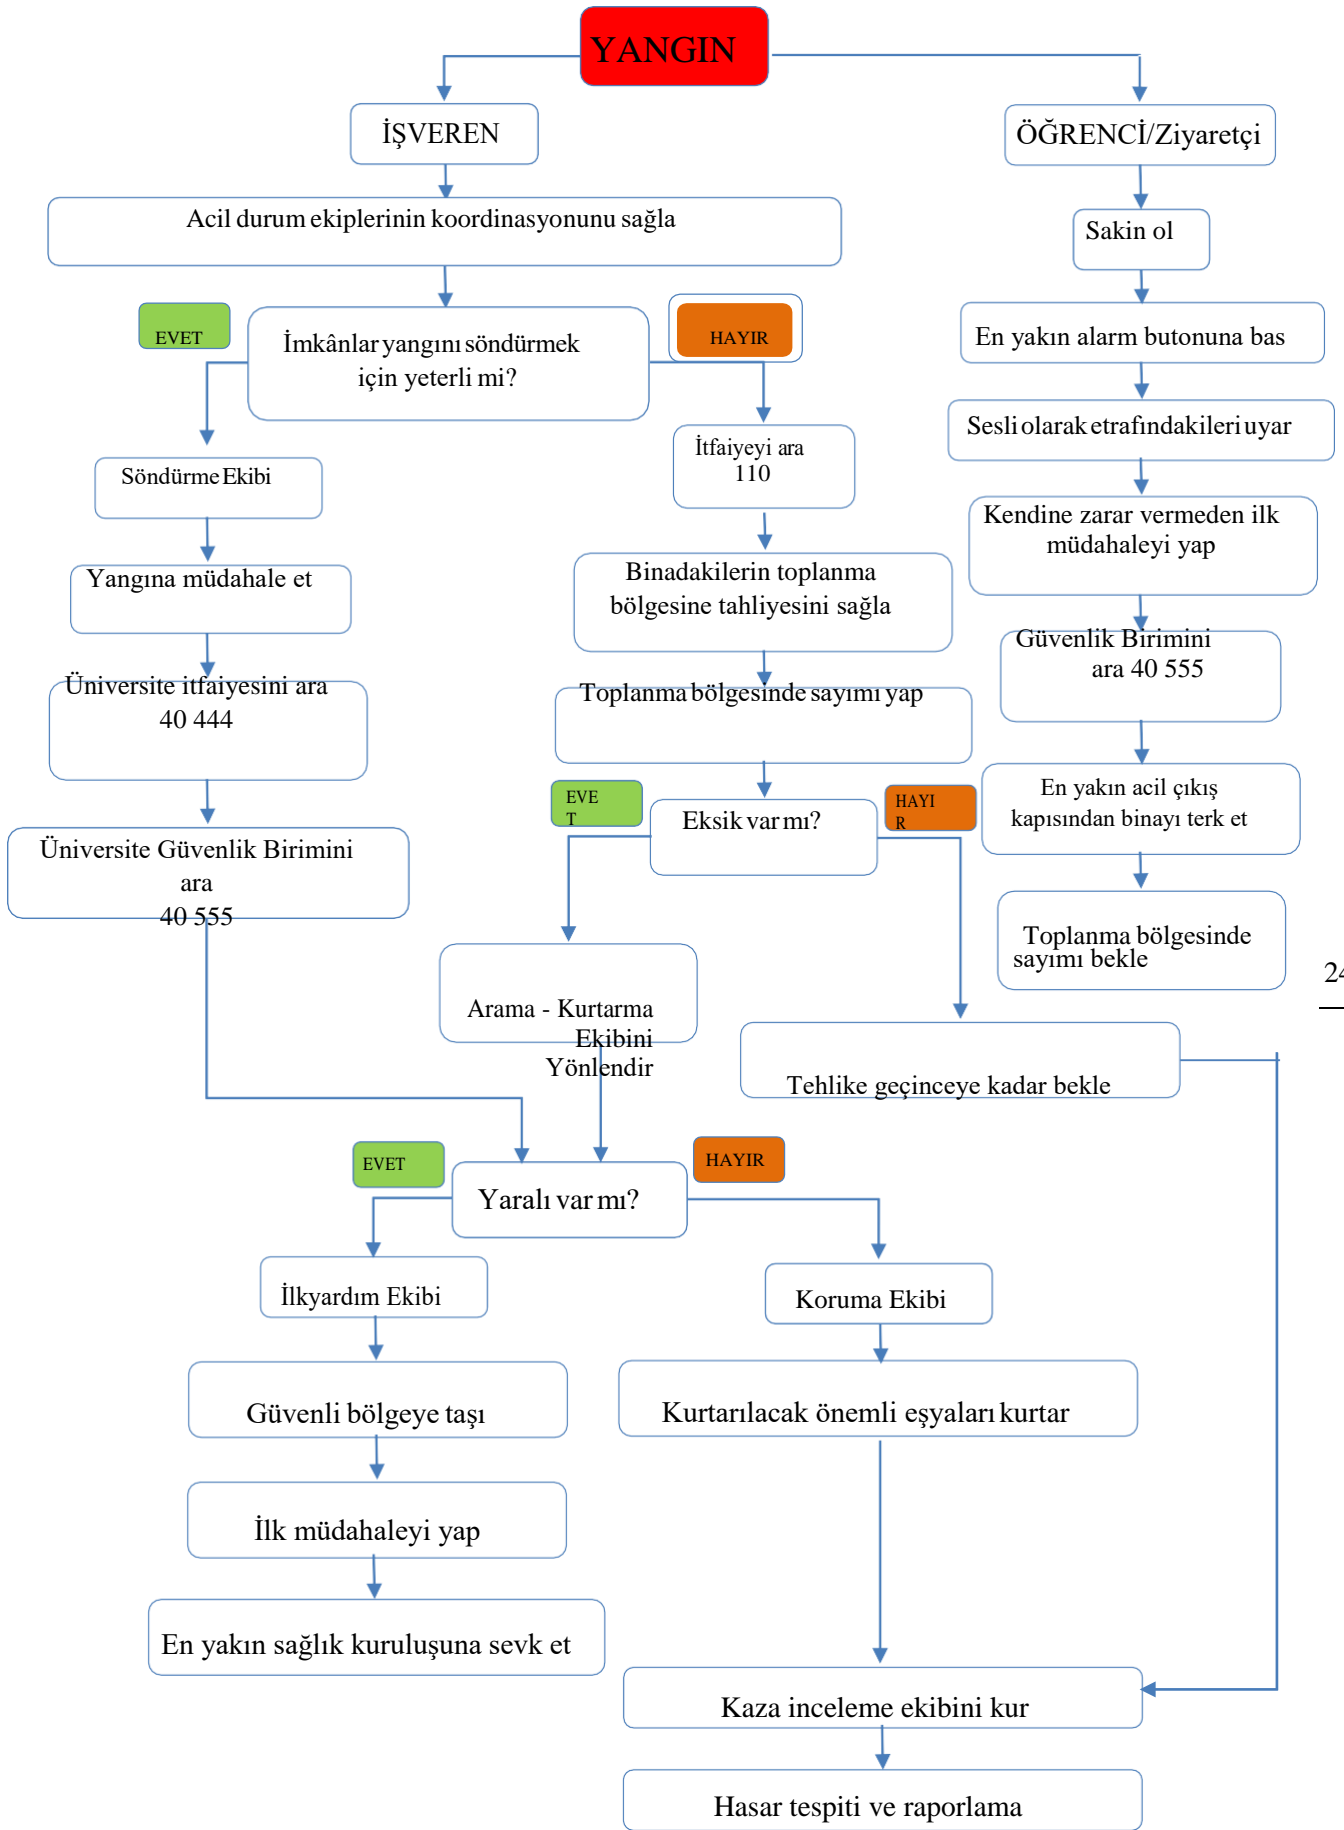 YANGIN
İŞVEREN
ÖĞRENCİ/Ziyaretçi
Acil durum ekiplerinin koordinasyonunu sağla
Sakin ol
EVET
İmkânlar yangını söndürmek
için yeterli mi?
HAYIR
En yakın alarm butonuna bas
Sesli olarak etrafındakileri uyar
İtfaiyeyi ara
110
Söndürme Ekibi
Kendine zarar vermeden ilk
müdahaleyi yap
Yangına müdahale et
Binadakilerin toplanma
bölgesine tahliyesini sağla
Güvenlik Birimini
ara 40 555
Üniversite itfaiyesini ara
40 444
Toplanma bölgesinde sayımı yap
En yakın acil çıkış
kapısından binayı terk et
EVE
T
Eksik var mı?
HAYI
R
Üniversite Güvenlik Birimini
ara
40 555
Toplanma bölgesinde
sayımı bekle
24
Arama - Kurtarma
Ekibini
Yönlendir
Tehlike geçinceye kadar bekle
EVET
Yaralı var mı?
HAYIR
İlkyardım Ekibi
Koruma Ekibi
Güvenli bölgeye taşı
Kurtarılacak önemli eşyaları kurtar
İlk müdahaleyi yap
En yakın sağlık kuruluşuna sevk et
Kaza inceleme ekibini kur
Hasar tespiti ve raporlama